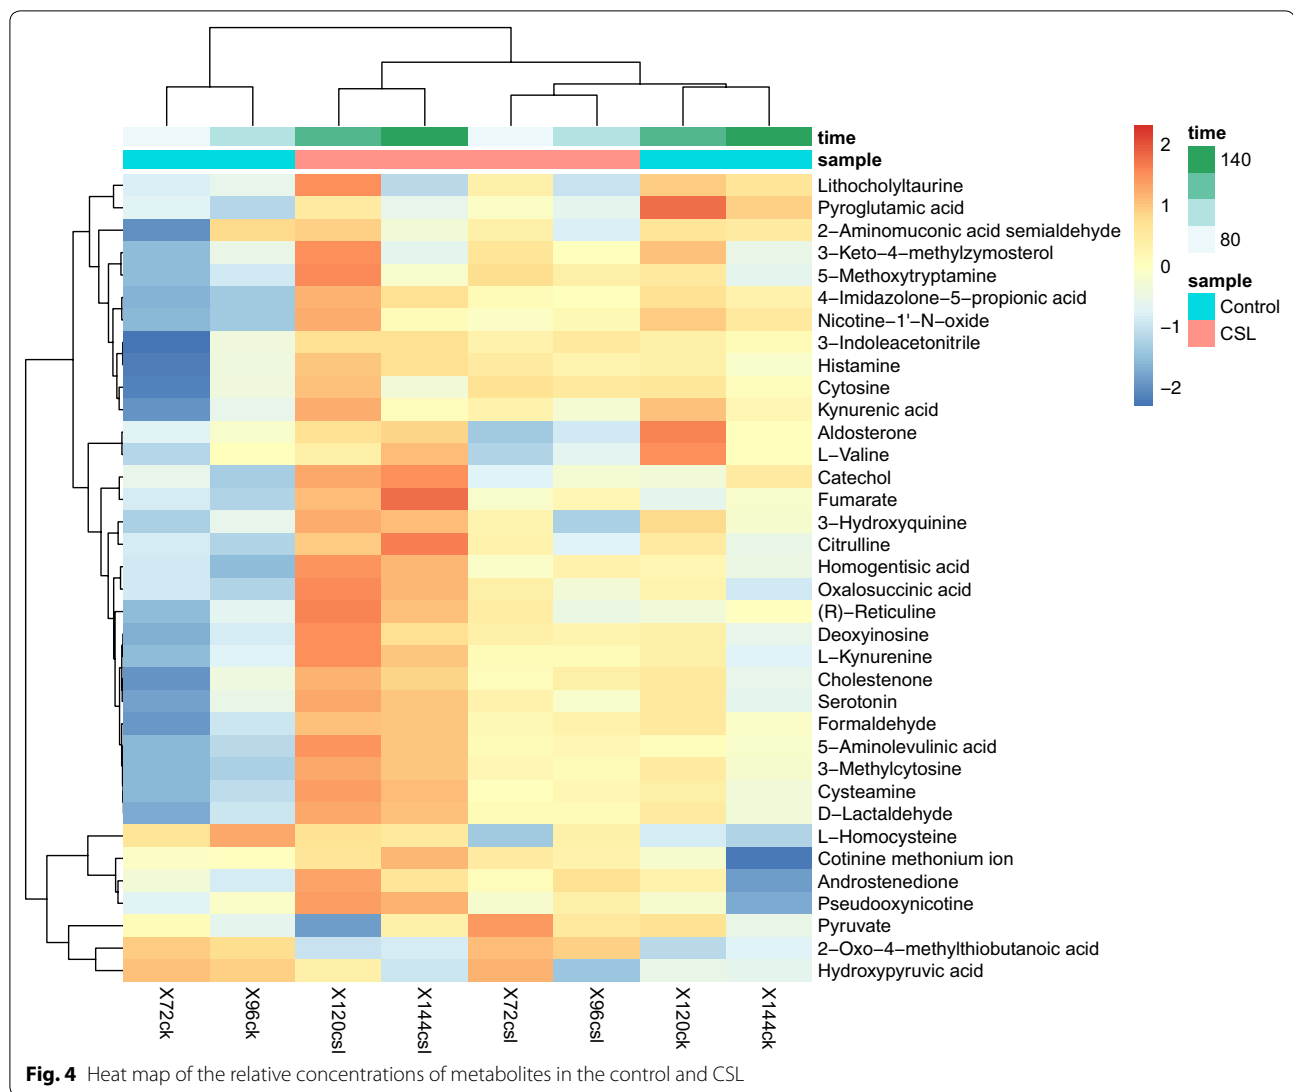 time
sample
Lithocholyltaurine
Pyroglutamic acid
2−Aminomuconic acid semialdehyde
3−Keto−4−methylzymosterol
5−Methoxytryptamine
4−Imidazolone−5−propionic acid
Nicotine−1'−N−oxide
3−Indoleacetonitrile
Histamine
Cytosine
Kynurenic acid
Aldosterone
L−Valine
Catechol
Fumarate
3−Hydroxyquinine
Citrulline
Homogentisic acid
Oxalosuccinic acid
(R)−Reticuline
Deoxyinosine
L−Kynurenine
Cholestenone
Serotonin
Formaldehyde
5−Aminolevulinic acid
3−Methylcytosine
Cysteamine
D−Lactaldehyde
L−Homocysteine
Cotinine methonium ion
Androstenedione
Pseudooxynicotine
Pyruvate
2−Oxo−4−methylthiobutanoic acid
Hydroxypyruvic acid
X72ck
X96ck
X120csl
X144csl
X72csl
X96csl
X120ck
X144ck
2
1
0
−1
−2
time
140
80
sample
Control
CSL
Fig. 4 Heat map of the relative concentrations of metabolites in the control and CSL